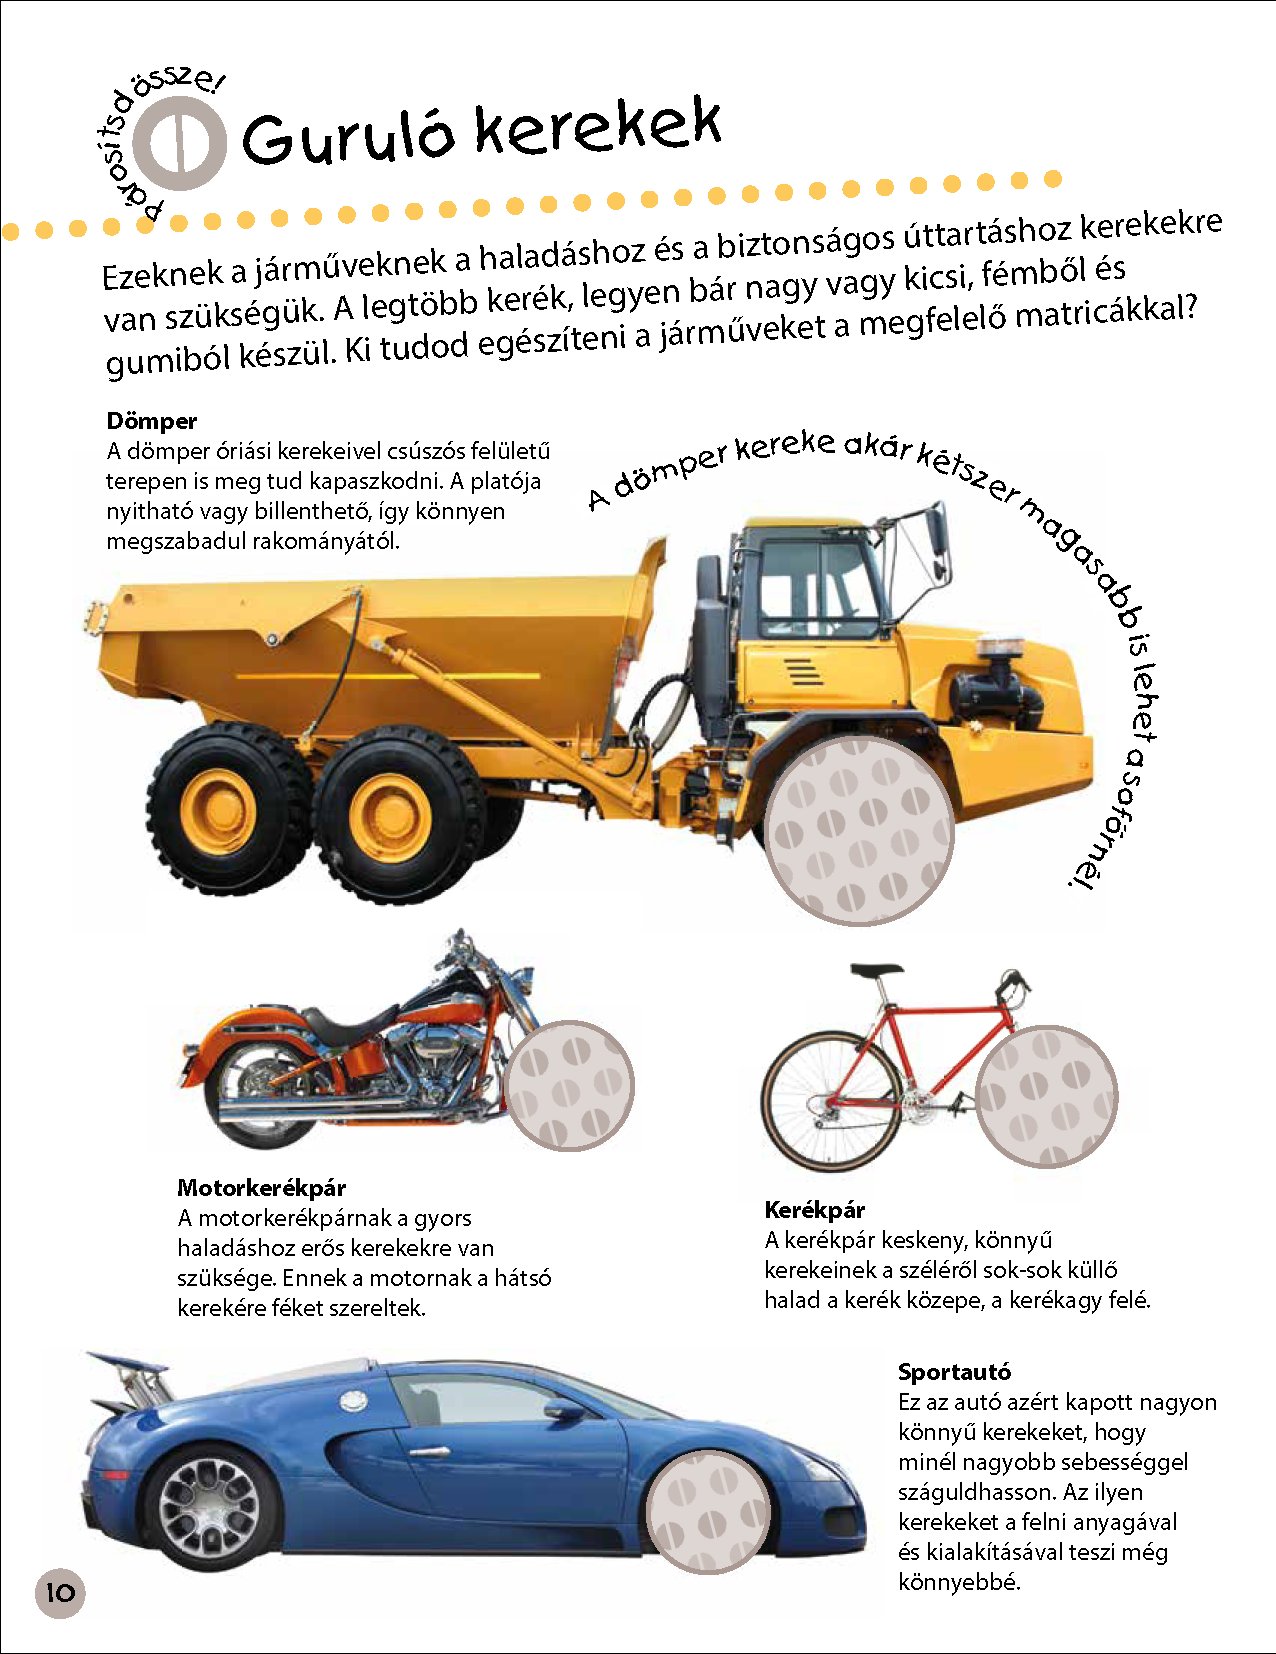 Párosítsd össze!
Guruló kerekek
Ezeknek a járműveknek a haladáshoz és a biztonságos úttartáshoz kerekekre
van szükségük. A legtöbb kerék, legyen bár nagy vagy kicsi, fémből és
gumiból készül. Ki tudod egészíteni a járműveket a megfelelő matricákkal?
Dömper
A dömper óriási kerekeivel csúszós felületű
terepen is meg tud kapaszkodni. A platója
nyitható vagy billenthető, így könnyen
megszabadul rakományától.
A dömper kereke akár kétszer magasabb is lehet a sofőrnél!
Motorkerékpár
A motorkerékpárnak a gyors
haladáshoz erős kerekekre van
szüksége. Ennek a motornak a hátsó
kerekére féket szereltek.
Kerékpár
A kerékpár keskeny, könnyű
kerekeinek a széléről sok-sok küllő
halad a kerék közepe, a kerékagy felé.
Sportautó
Ez az autó azért kapott nagyon
könnyű kerekeket, hogy
minél nagyobb sebességgel
száguldhasson. Az ilyen
kerekeket a felni anyagával
és kialakításával teszi még
könnyebbé.
10